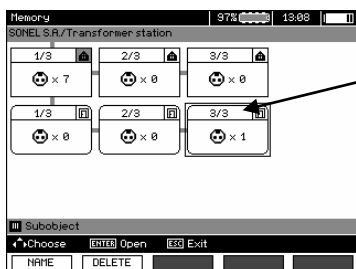 Memory 97% 13:08
SONEL S.A./Transformer station
1/3 2/3 3/3
× 7 × 0 × 0
1/3 2/3 3/3
× 0 × 0 × 1
Subobject
Choose ENTER Open ESC Exit
NAME DELETE